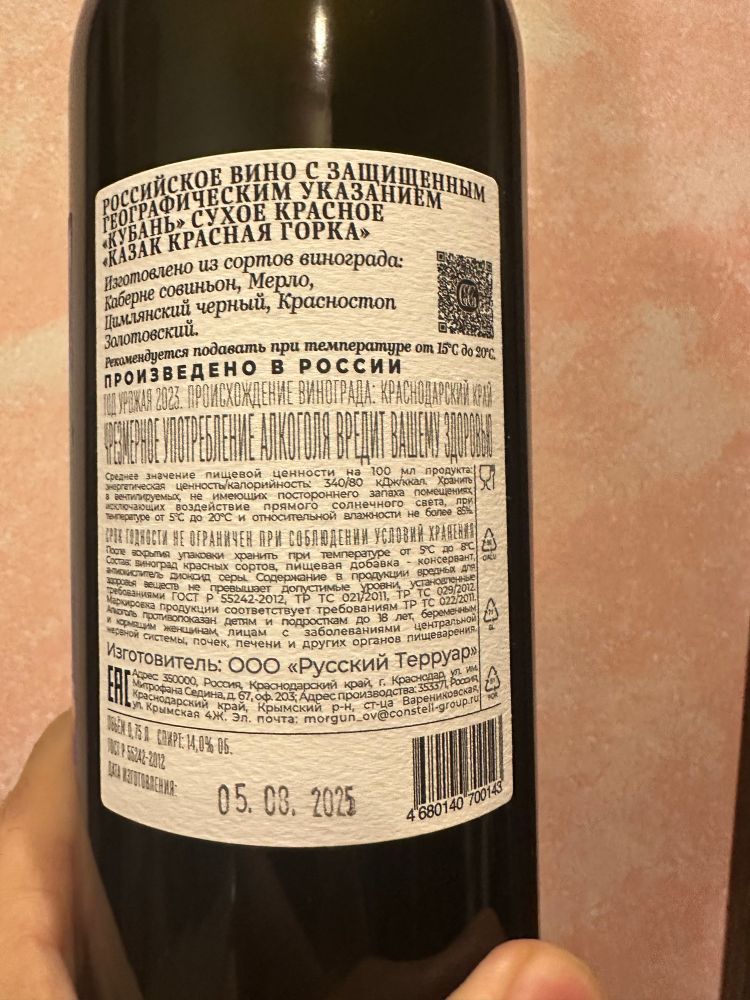 РОССИЙСКОЕ ВИНО С ЗАЩИЩЕННЫМ
ГЕОГРАФИЧЕСКИМ УКАЗАНИЕМ
«КУБАНЬ» СУХОЕ КРАСНОЕ
«КАЗАК КРАСНАЯ ГОРКА»
Изготовлено из сортов винограда:
Каберне совиньон, Мерло,
Цимлянский черный, Красностоп
Золотовский.
Рекомендуется подавать при температуре от 15°С до 20°С.
ПРОИЗВЕДЕНО В РОССИИ
ГОД УРОЖАЯ 2023. ПРОИСХОЖДЕНИЕ ВИНОГРАДА: КРАСНОДАРСКИЙ КРАЙ
ЧРЕЗМЕРНОЕ УПОТРЕБЛЕНИЕ АЛКОГОЛЯ ВРЕДИТ ВАШЕМУ ЗДОРОВЬЮ
Среднее значение пищевой ценности на 100 мл продукта:
энергетическая ценность/калорийность: 340/80 кДж/ккал. Хранить
в вентилируемых, не имеющих постороннего запаха помещениях,
исключающих воздействие прямого солнечного света, при
температуре от 5°С до 20°С и относительной влажности не более 85%.
СРОК ГОДНОСТИ НЕ ОГРАНИЧЕН ПРИ СОБЛЮДЕНИИ УСЛОВИЙ ХРАНЕНИЯ
После вскрытия упаковки хранить при температуре от 5°С до 8°С
Состав: виноград красных сортов, пищевая добавка - консервант,
антиокислитель диоксид серы. Содержание в продукции вредных для
здоровья веществ не превышает допустимые уровни, установленные
требованиями ГОСТ Р 55242-2012, ТР ТС 021/2011, ТР ТС 029/2012.
Маркировка продукции соответствует требованиям ТР ТС 022/2011.
Алкоголь противопоказан детям и подросткам до 18 лет, беременным
и кормящим женщинам, лицам с заболеваниями центральной
нервной системы, почек, печени и других органов пищеварения.
Изготовитель: ООО «Русский Терруар»
EAC
Адрес: 350000, Россия, Краснодарский край, г. Краснодар, ул. им.
Митрофана Седина, д. 67, оф. 203; Адрес производства: 353371, Россия,
Краснодарский край, Крымский р-н, ст-ца Варениковская,
ул. Крымская 4Ж. Эл. почта: morgun_ov@constell-group.ru
ОБЪЕМ 0,75 Л СПИРТ: 14,0% ОБ.
ГОСТ Р 55242-2012
ДАТА ИЗГОТОВЛЕНИЯ:
05. 08. 2025
4 680140 700143